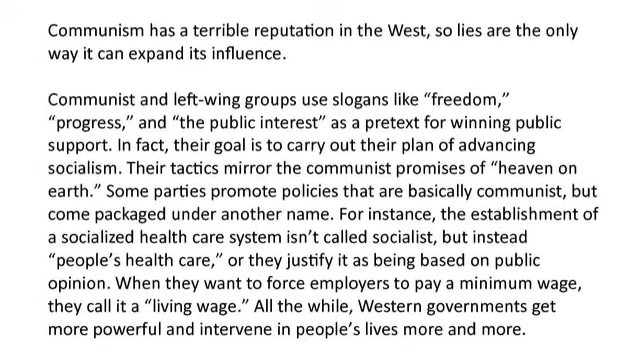 Communism has a terrible reputation in the West, so lies are the only
way it can expand its influence.
Communist and left-wing groups use slogans like “freedom,”
“progress,” and “the public interest” as a pretext for winning public
support. In fact, their goal is to carry out their plan of advancing
socialism. Their tactics mirror the communist promises of “heaven on
earth.” Some parties promote policies that are basically communist, but
come packaged under another name. For instance, the establishment of
a socialized health care system isn’t called socialist, but instead
“people’s health care,” or they justify it as being based on public
opinion. When they want to force employers to pay a minimum wage,
they call it a “living wage.” All the while, Western governments get
more powerful and intervene in people’s lives more and more.